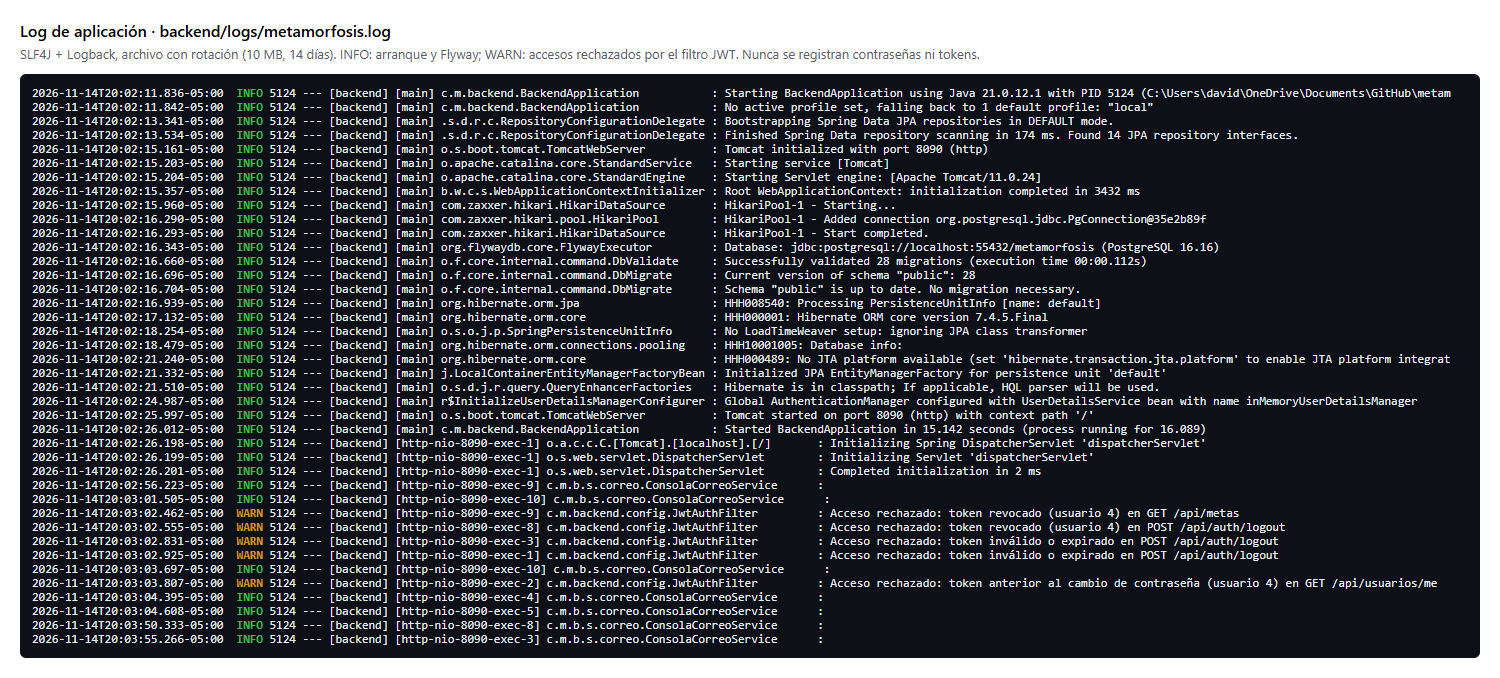 Log de aplicación · backend/logs/metamorfosis.log
SLF4J + Logback, archivo con rotación (10 MB, 14 días). INFO: arranque y Flyway; WARN: accesos rechazados por el filtro JWT. Nunca se registran contraseñas ni tokens.
2026-11-14T20:02:11.836-05:00 INFO 5124 --- [backend] [main] c.m.backend.BackendApplication : Starting BackendApplication using Java 21.0.12.1 with PID 5124 (C:\Users\david\OneDrive\Documents\GitHub\metam
2026-11-14T20:02:11.842-05:00 INFO 5124 --- [backend] [main] c.m.backend.BackendApplication : No active profile set, falling back to 1 default profile: "local"
2026-11-14T20:02:13.341-05:00 INFO 5124 --- [backend] [main] .s.d.r.c.RepositoryConfigurationDelegate : Bootstrapping Spring Data JPA repositories in DEFAULT mode.
2026-11-14T20:02:13.534-05:00 INFO 5124 --- [backend] [main] .s.d.r.c.RepositoryConfigurationDelegate : Finished Spring Data repository scanning in 174 ms. Found 14 JPA repository interfaces.
2026-11-14T20:02:15.161-05:00 INFO 5124 --- [backend] [main] o.s.boot.tomcat.TomcatWebServer : Tomcat initialized with port 8090 (http)
2026-11-14T20:02:15.203-05:00 INFO 5124 --- [backend] [main] o.apache.catalina.core.StandardService : Starting service [Tomcat]
2026-11-14T20:02:15.204-05:00 INFO 5124 --- [backend] [main] o.apache.catalina.core.StandardEngine : Starting Servlet engine: [Apache Tomcat/11.0.24]
2026-11-14T20:02:15.357-05:00 INFO 5124 --- [backend] [main] b.w.c.s.WebApplicationContextInitializer : Root WebApplicationContext: initialization completed in 3432 ms
2026-11-14T20:02:15.960-05:00 INFO 5124 --- [backend] [main] com.zaxxer.hikari.HikariDataSource : HikariPool-1 - Starting...
2026-11-14T20:02:16.290-05:00 INFO 5124 --- [backend] [main] com.zaxxer.hikari.pool.HikariPool : HikariPool-1 - Added connection org.postgresql.jdbc.PgConnection@35e2b89f
2026-11-14T20:02:16.293-05:00 INFO 5124 --- [backend] [main] com.zaxxer.hikari.HikariDataSource : HikariPool-1 - Start completed.
2026-11-14T20:02:16.343-05:00 INFO 5124 --- [backend] [main] org.flywaydb.core.FlywayExecutor : Database: jdbc:postgresql://localhost:55432/metamorfosis (PostgreSQL 16.16)
2026-11-14T20:02:16.660-05:00 INFO 5124 --- [backend] [main] o.f.core.internal.command.DbValidate : Successfully validated 28 migrations (execution time 00:00.112s)
2026-11-14T20:02:16.696-05:00 INFO 5124 --- [backend] [main] o.f.core.internal.command.DbMigrate : Current version of schema "public": 28
2026-11-14T20:02:16.704-05:00 INFO 5124 --- [backend] [main] o.f.core.internal.command.DbMigrate : Schema "public" is up to date. No migration necessary.
2026-11-14T20:02:16.939-05:00 INFO 5124 --- [backend] [main] org.hibernate.orm.jpa : HHH008540: Processing PersistenceUnitInfo [name: default]
2026-11-14T20:02:17.132-05:00 INFO 5124 --- [backend] [main] org.hibernate.orm.core : HHH000001: Hibernate ORM core version 7.4.5.Final
2026-11-14T20:02:18.254-05:00 INFO 5124 --- [backend] [main] o.s.o.j.p.SpringPersistenceUnitInfo : No LoadTimeWeaver setup: ignoring JPA class transformer
2026-11-14T20:02:18.479-05:00 INFO 5124 --- [backend] [main] org.hibernate.orm.connections.pooling : HHH10001005: Database info:
2026-11-14T20:02:21.240-05:00 INFO 5124 --- [backend] [main] org.hibernate.orm.core : HHH000489: No JTA platform available (set 'hibernate.transaction.jta.platform' to enable JTA platform integrat
2026-11-14T20:02:21.332-05:00 INFO 5124 --- [backend] [main] j.LocalContainerEntityManagerFactoryBean : Initialized JPA EntityManagerFactory for persistence unit 'default'
2026-11-14T20:02:21.510-05:00 INFO 5124 --- [backend] [main] o.s.d.j.r.query.QueryEnhancerFactories : Hibernate is in classpath; If applicable, HQL parser will be used.
2026-11-14T20:02:24.987-05:00 INFO 5124 --- [backend] [main] r$InitializeUserDetailsManagerConfigurer : Global AuthenticationManager configured with UserDetailsService bean with name inMemoryUserDetailsManager
2026-11-14T20:02:25.997-05:00 INFO 5124 --- [backend] [main] o.s.boot.tomcat.TomcatWebServer : Tomcat started on port 8090 (http) with context path '/'
2026-11-14T20:02:26.012-05:00 INFO 5124 --- [backend] [main] c.m.backend.BackendApplication : Started BackendApplication in 15.142 seconds (process running for 16.089)
2026-11-14T20:02:26.198-05:00 INFO 5124 --- [backend] [http-nio-8090-exec-1] o.a.c.c.C.[Tomcat].[localhost].[/] : Initializing Spring DispatcherServlet 'dispatcherServlet'
2026-11-14T20:02:26.199-05:00 INFO 5124 --- [backend] [http-nio-8090-exec-1] o.s.web.servlet.DispatcherServlet : Initializing Servlet 'dispatcherServlet'
2026-11-14T20:02:26.201-05:00 INFO 5124 --- [backend] [http-nio-8090-exec-1] o.s.web.servlet.DispatcherServlet : Completed initialization in 2 ms
2026-11-14T20:02:56.223-05:00 INFO 5124 --- [backend] [http-nio-8090-exec-9] c.m.b.s.correo.ConsolaCorreoService :
2026-11-14T20:03:01.505-05:00 INFO 5124 --- [backend] [http-nio-8090-exec-10] c.m.b.s.correo.ConsolaCorreoService :
2026-11-14T20:03:02.462-05:00 WARN 5124 --- [backend] [http-nio-8090-exec-9] c.m.backend.config.JwtAuthFilter : Acceso rechazado: token revocado (usuario 4) en GET /api/metas
2026-11-14T20:03:02.555-05:00 WARN 5124 --- [backend] [http-nio-8090-exec-8] c.m.backend.config.JwtAuthFilter : Acceso rechazado: token revocado (usuario 4) en POST /api/auth/logout
2026-11-14T20:03:02.831-05:00 WARN 5124 --- [backend] [http-nio-8090-exec-3] c.m.backend.config.JwtAuthFilter : Acceso rechazado: token inválido o expirado en POST /api/auth/logout
2026-11-14T20:03:02.925-05:00 WARN 5124 --- [backend] [http-nio-8090-exec-1] c.m.backend.config.JwtAuthFilter : Acceso rechazado: token inválido o expirado en POST /api/auth/logout
2026-11-14T20:03:03.697-05:00 INFO 5124 --- [backend] [http-nio-8090-exec-10] c.m.b.s.correo.ConsolaCorreoService :
2026-11-14T20:03:03.807-05:00 WARN 5124 --- [backend] [http-nio-8090-exec-2] c.m.backend.config.JwtAuthFilter : Acceso rechazado: token anterior al cambio de contraseña (usuario 4) en GET /api/usuarios/me
2026-11-14T20:03:04.395-05:00 INFO 5124 --- [backend] [http-nio-8090-exec-4] c.m.b.s.correo.ConsolaCorreoService :
2026-11-14T20:03:04.608-05:00 INFO 5124 --- [backend] [http-nio-8090-exec-5] c.m.b.s.correo.ConsolaCorreoService :
2026-11-14T20:03:50.333-05:00 INFO 5124 --- [backend] [http-nio-8090-exec-8] c.m.b.s.correo.ConsolaCorreoService :
2026-11-14T20:03:55.266-05:00 INFO 5124 --- [backend] [http-nio-8090-exec-3] c.m.b.s.correo.ConsolaCorreoService :